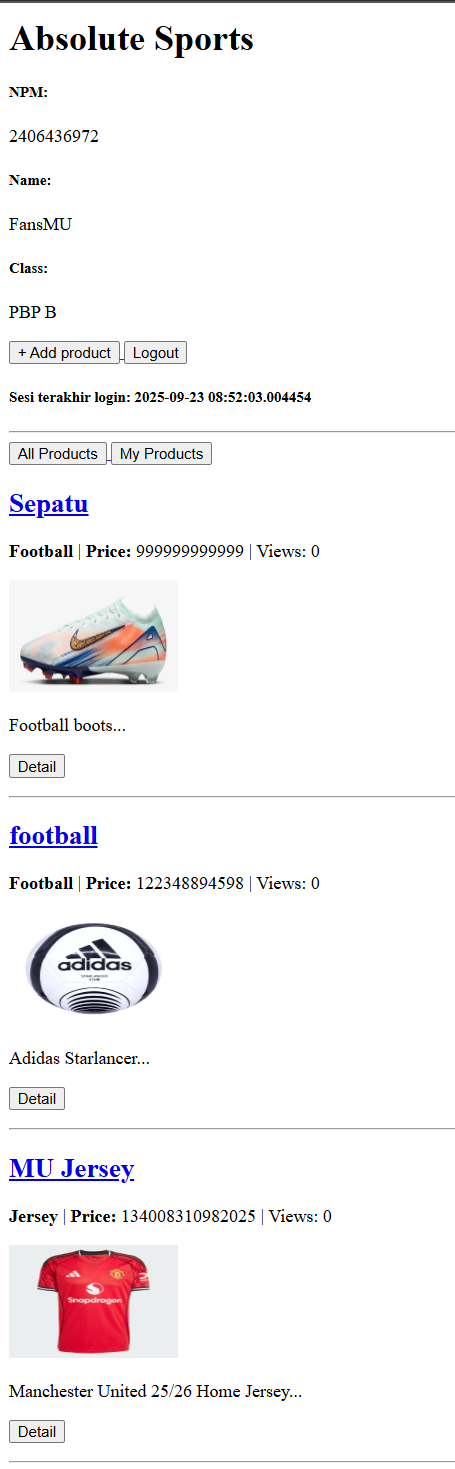 Absolute Sports
NPM:
2406436972
Name:
FansMU
Class:
PBP B
+ Add product Logout
Sesi terakhir login: 2025-09-23 08:52:03.004454
All Products My Products
Sepatu
Football | Price: 999999999999 | Views: 0
Football boots...
Detail
football
Football | Price: 122348894598 | Views: 0
adidas
Adidas Starlancer...
Detail
MU Jersey
Jersey | Price: 134008310982025 | Views: 0
Snapdragon
Manchester United 25/26 Home Jersey...
Detail